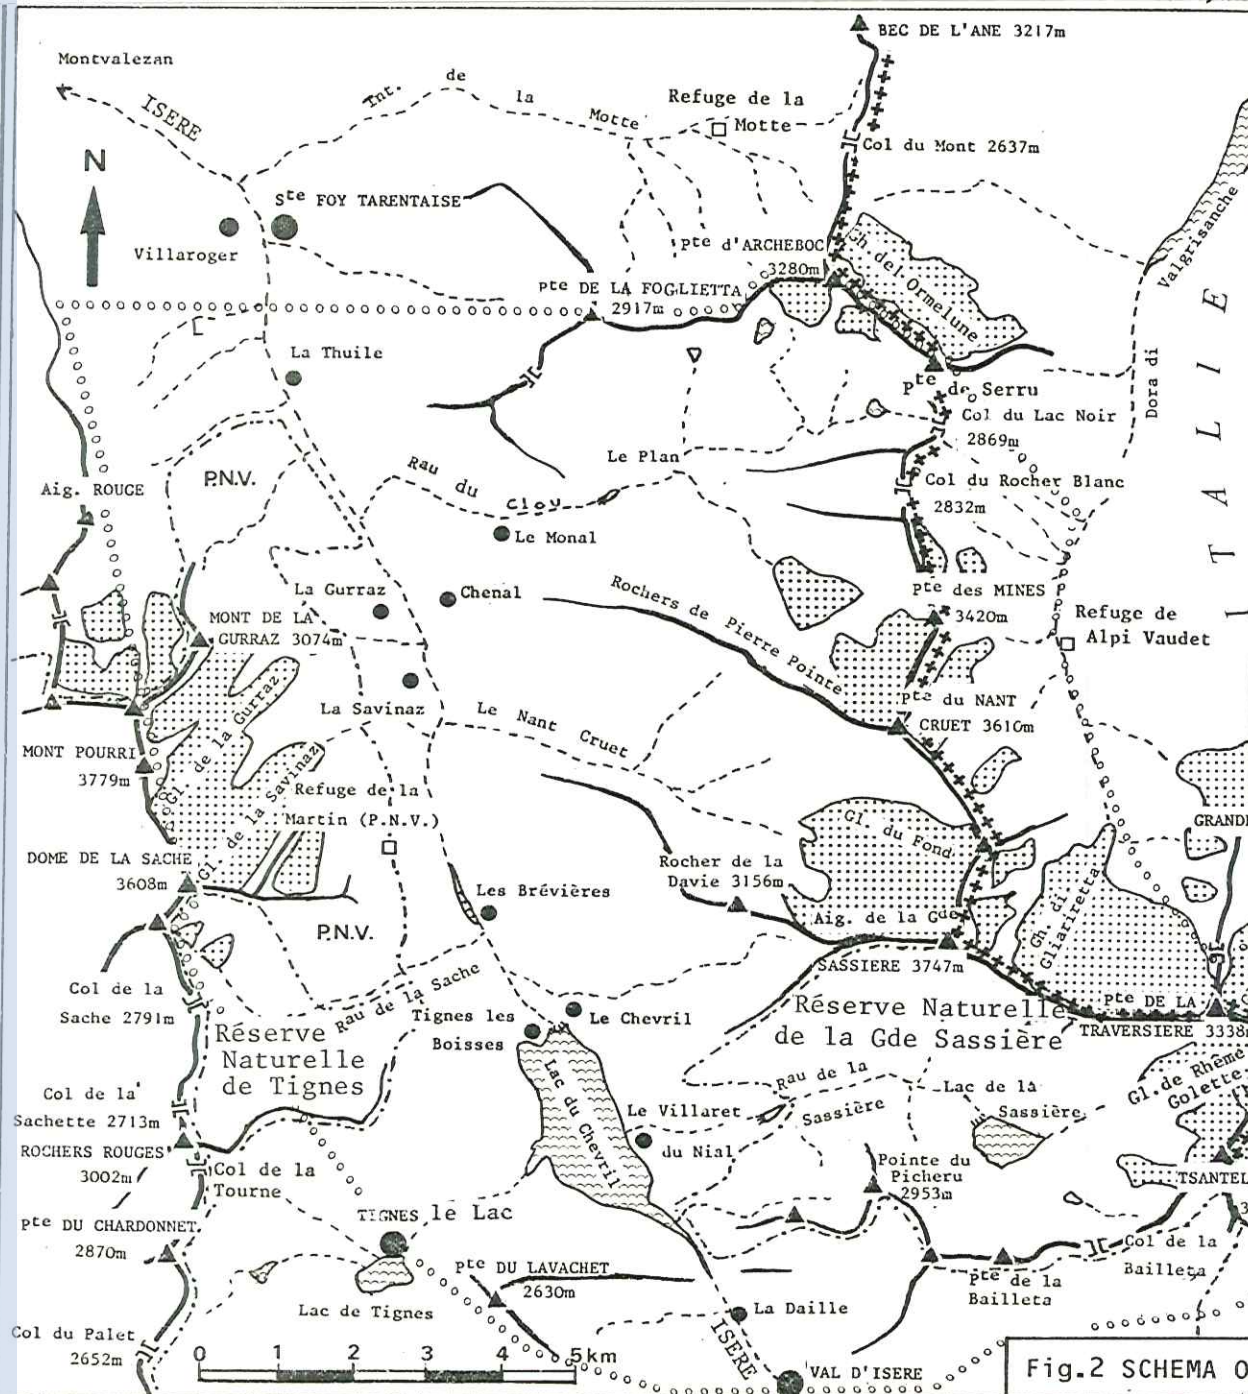 BEC DE L'ANE 3217m
Montvalezan
ISERE
Int. de la Motte
Refuge de la
Motte
Col du Mont 2637m
N
Ste FOY TARENTAISE
Villaroger
Pte d'ARCHEBOC
3280m
Gh. del Ormelune
Valgrisanche
Dora di
ITALIE
Pte DE LA FOGLIETTA
2917m
La Thuile
Pte de Serru
Col du Lac Noir
2869m
Le Plan
Rau du Clou
P.N.V.
Aig. ROUGE
Col du Rocher Blanc
2832m
Le Monal
La Gurraz
Chenal
Rochers de Pierre Pointe
Pte des MINES
3420m
Refuge de
Alpi Vaudet
MONT DE LA
GURRAZ 3074m
La Savinaz
Le Nant Cruet
Pte du NANT
CRUET 3610m
MONT POURRI
3779m
Gl. de la Gurraz
Gl. de la Savinaz
Refuge de la
Martin (P.N.V.)
Gl. du Fond
GRANDE
DOME DE LA SACHE
3608m
Rocher de la
Davie 3156m
Les Brévières
Aig. de la Gde
SASSIERE 3747m
Gh. di
Gliariretta
P.N.V.
Col de la
Sache 2791m
Rau de la Sache
Réserve
Naturelle
de Tignes
Tignes les
Boisses
Le Chevril
Réserve Naturelle
de la Gde Sassière
Pte DE LA
TRAVERSIERE 3338m
Lac du Chevril
Rau de la
Sassière
Lac de la
Sassière
Gl. de Rhême
Golette
Col de la
Sachette 2713m
Le Villaret
du Nial
ROCHERS ROUGES
3002m
Col de la
Tourne
Pointe du
Picheru
2953m
TSANTEL
3
Pte DU CHARDONNET
2870m
TIGNES le Lac
Col de la
Bailleta
Pte de la
Bailleta
Pte DU LAVACHET
2630m
Lac de Tignes
La Daille
ISERE
Col du Palet
2652m
0 1 2 3 4 5km
VAL D'ISERE
Fig.2 SCHEMA O